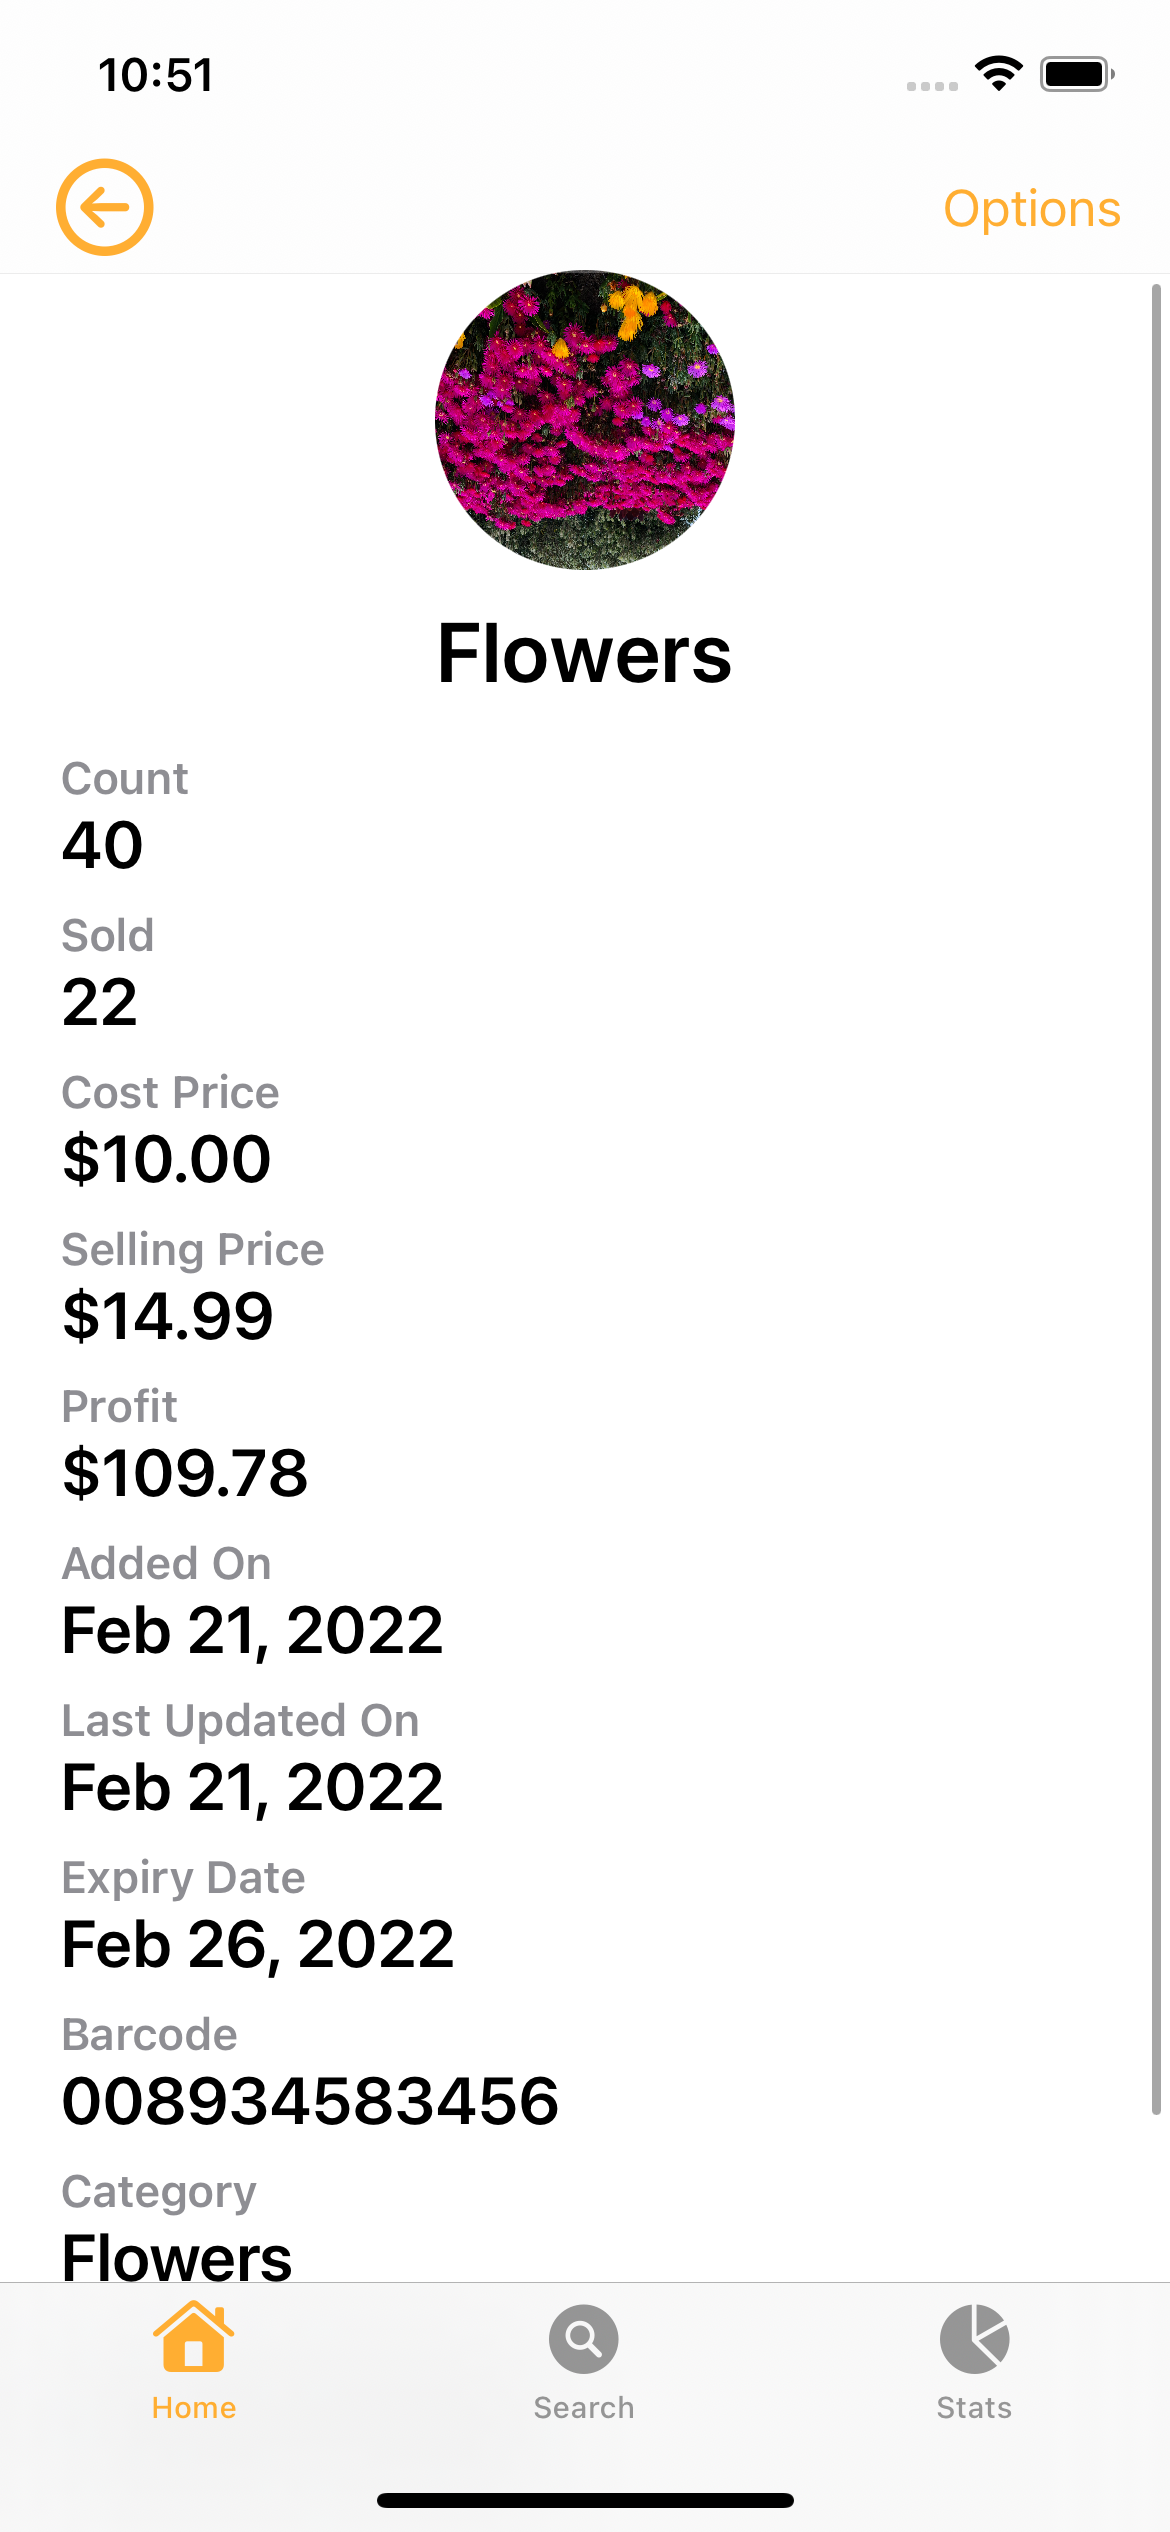 10:51
Options
Flowers
Count
40
Sold
22
Cost Price
$10.00
Selling Price
$14.99
Profit
$109.78
Added On
Feb 21, 2022
Last Updated On
Feb 21, 2022
Expiry Date
Feb 26, 2022
Barcode
008934583456
Category
Flowers
Home
Search
Stats